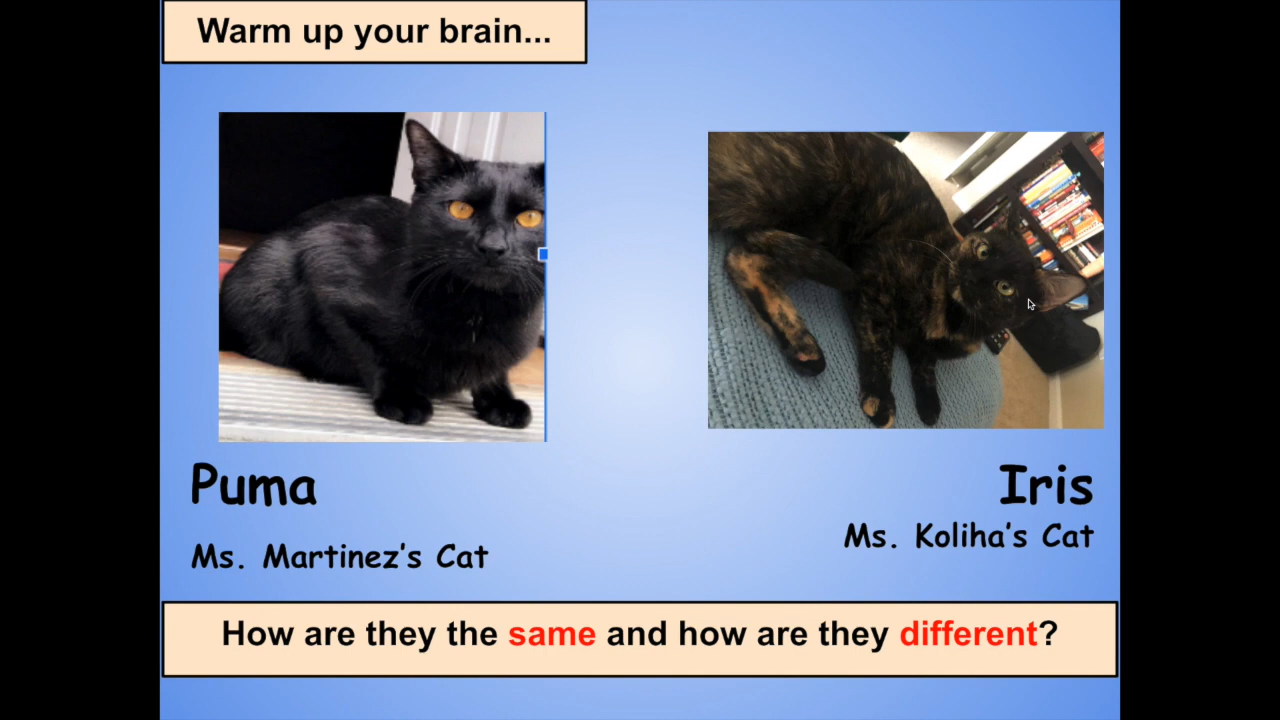 Warm up your brain...
Puma
Ms. Martinez's Cat
Iris
Ms. Koliha's Cat
How are they the same and how are they different?